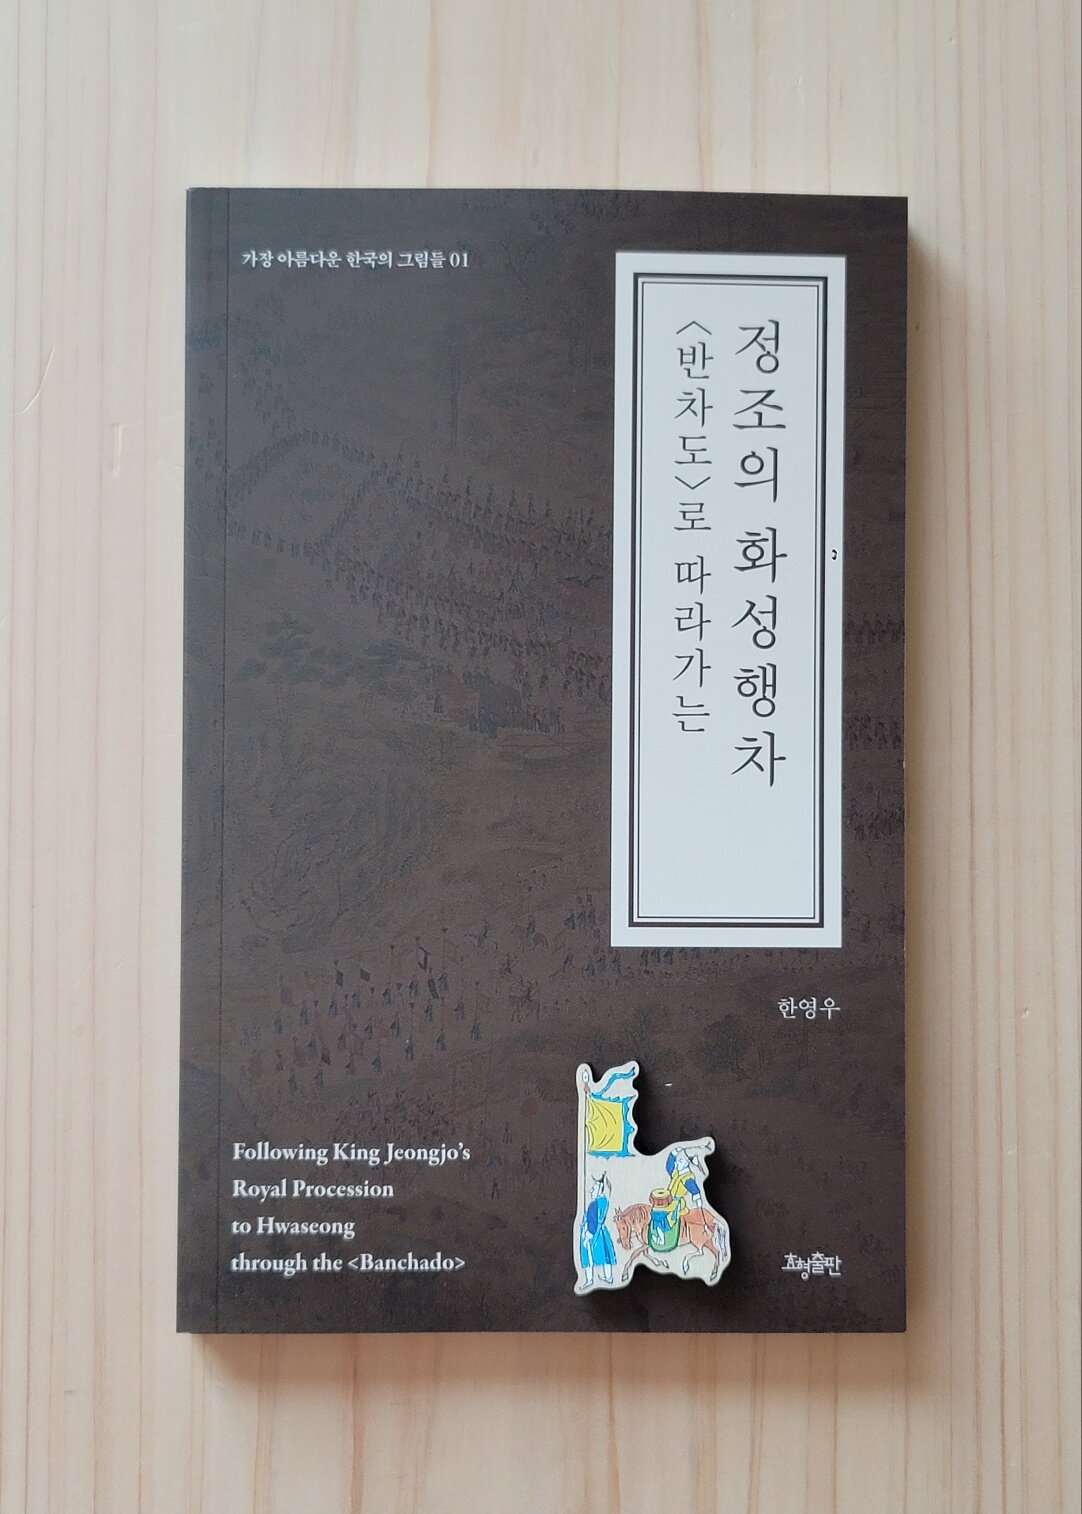 가장 아름다운 한국의 그림들 01
정조의 화성행차
<반차도>로 따라가는
한영우
Following King Jeongjo’s
Royal Procession
to Hwaseong
through the <Banchado>
효형출판